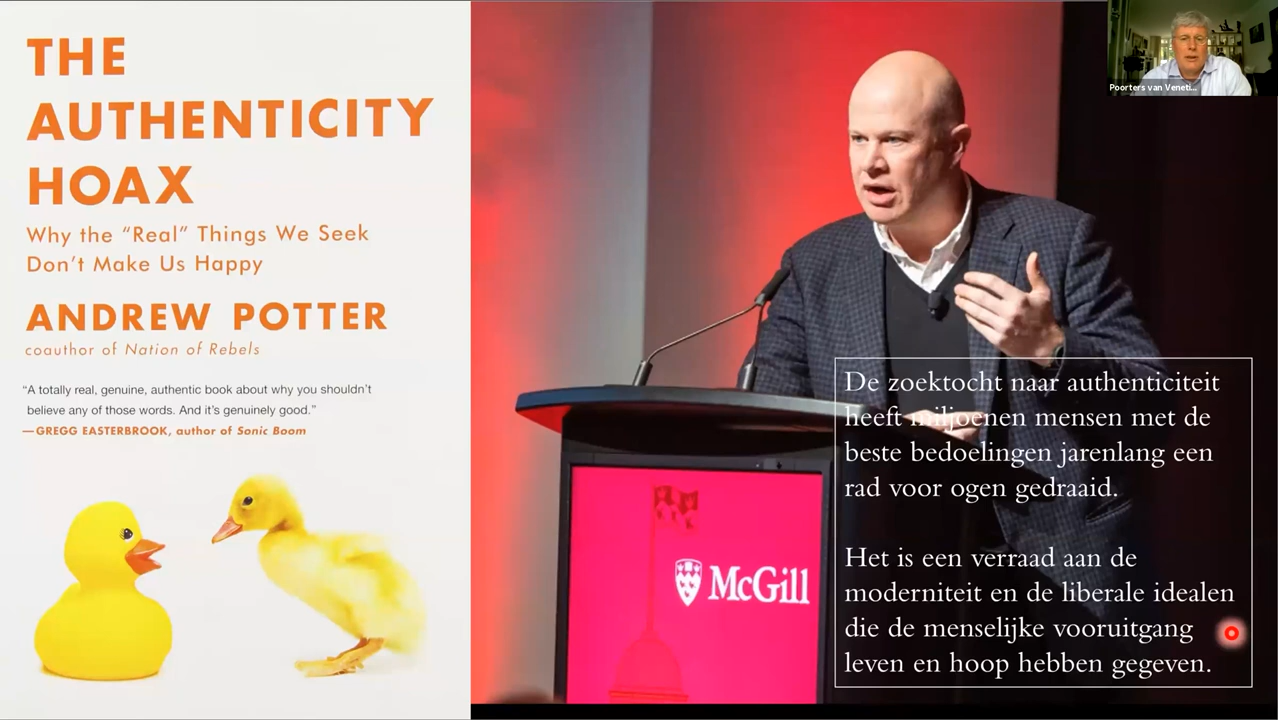 THE
AUTHENTICITY
HOAX
Why the “Real” Things We Seek
Don’t Make Us Happy
ANDREW POTTER
coauthor of Nation of Rebels
“A totally real, genuine, authentic book about why you shouldn’t
believe any of those words. And it’s genuinely good.”
—GREGG EASTERBROOK, author of Sonic Boom
McGill
De zoektocht naar authenticiteit
heeft miljoenen mensen met de
beste bedoelingen jarenlang een
rad voor ogen gedraaid.
Het is een verraad aan de
moderniteit en de liberale idealen
die de menselijke vooruitgang
leven en hoop hebben gegeven.
Poorters van Veneti...